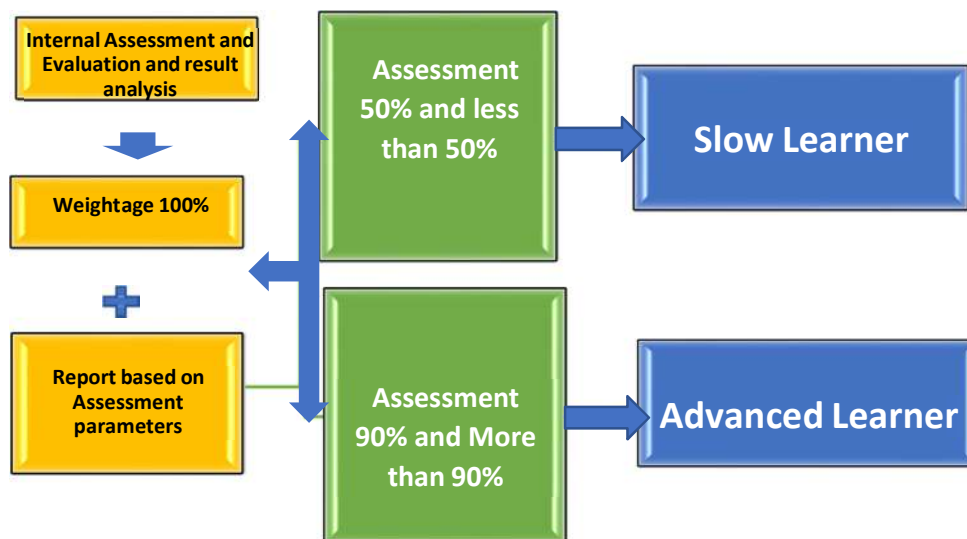 Internal Assessment and
Evaluation and result
analysis
Weightage 100%
Report based on
Assessment
parameters
Assessment
50% and less
than 50%
Slow Learner
Assessment
90% and More
than 90%
Advanced Learner